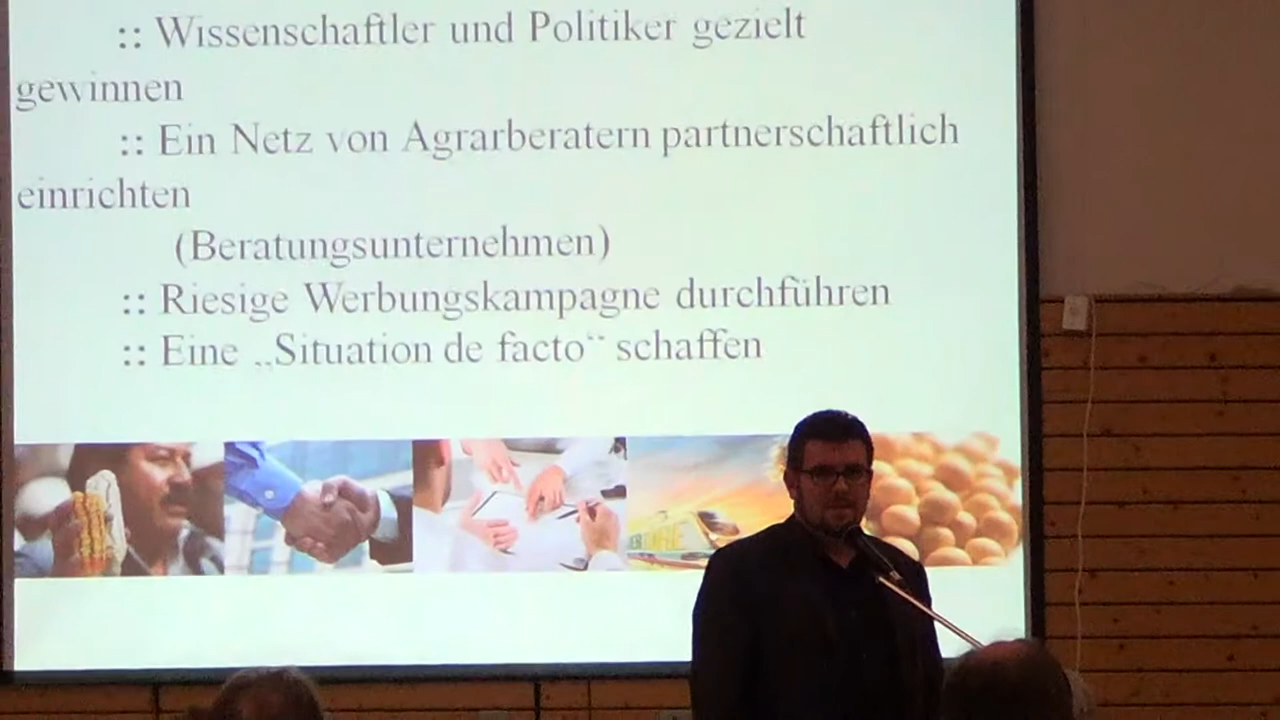 :: Wissenschaftler und Politiker gezielt
gewinnen
:: Ein Netz von Agrarberatern partnerschaftlich
einrichten
(Beratungsunternehmen)
:: Riesige Werbungskampagne durchführen
:: Eine „Situation de facto“ schaffen